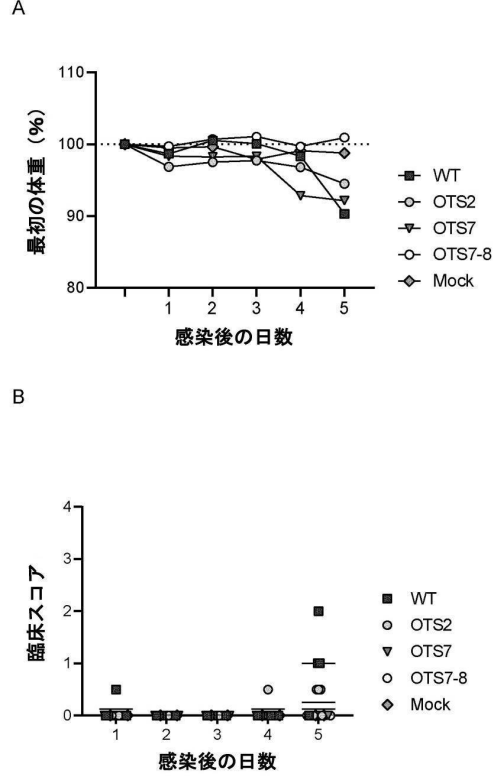 A
110
100
90
80
最初の体重 (%)
1 2 3 4 5
感染後の日数
WT
OTS2
OTS7
OTS7-8
Mock
B
4
3
2
1
0
臨床スコア
1 2 3 4 5
感染後の日数
WT
OTS2
OTS7
OTS7-8
Mock